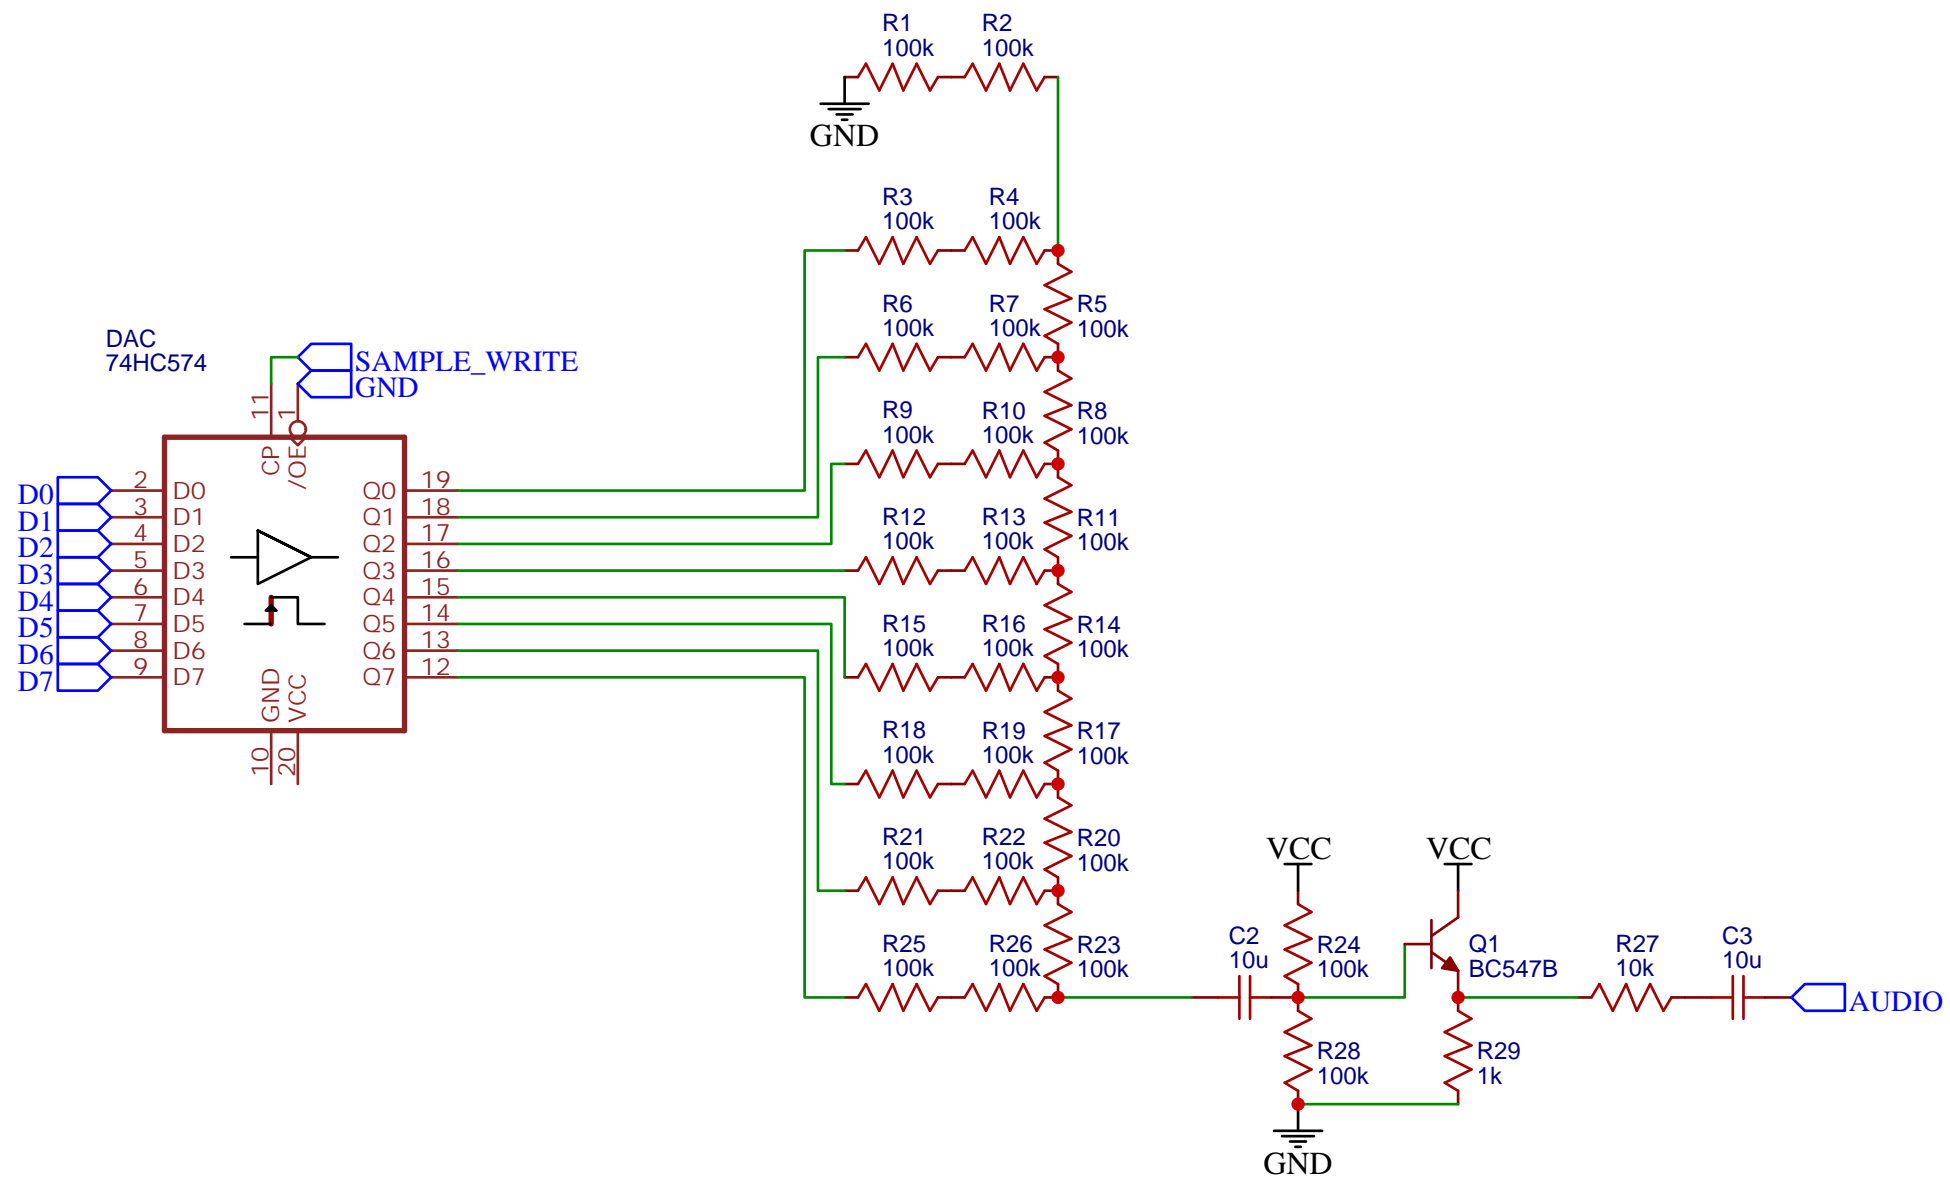 R1
100k
R2
100k
GND
R3
100k
R4
100k
R5
100k
R6
100k
R7
100k
R8
100k
R9
100k
R10
100k
R11
100k
R12
100k
R13
100k
R14
100k
R15
100k
R16
100k
R17
100k
R18
100k
R19
100k
R20
100k
R21
100k
R22
100k
R23
100k
R25
100k
R26
100k
DAC
74HC574
SAMPLE_WRITE
GND
11
1
CP
/OE
D0 2 D0 Q0 19
D1 3 D1 Q1 18
D2 4 D2 Q2 17
D3 5 D3 Q3 16
D4 6 D4 Q4 15
D5 7 D5 Q5 14
D6 8 D6 Q6 13
D7 9 D7 Q7 12
GND
VCC
10
20
VCC
VCC
C2
10u
R24
100k
Q1
BC547B
R27
10k
C3
10u
AUDIO
R28
100k
R29
1k
GND